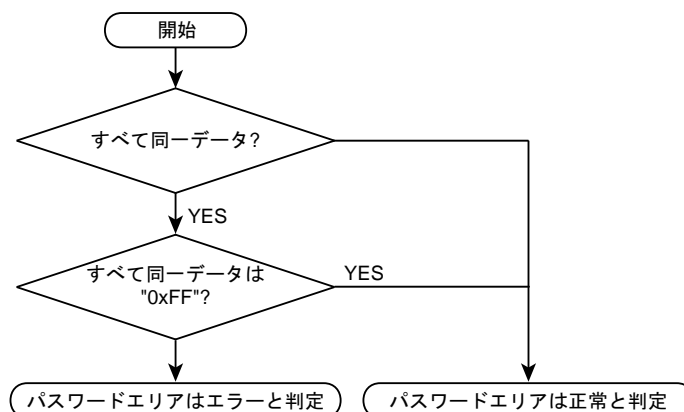 開始
すべて同一データ?
YES
すべて同一データは
"0xFF"?
YES
パスワードエリアはエラーと判定
パスワードエリアは正常と判定